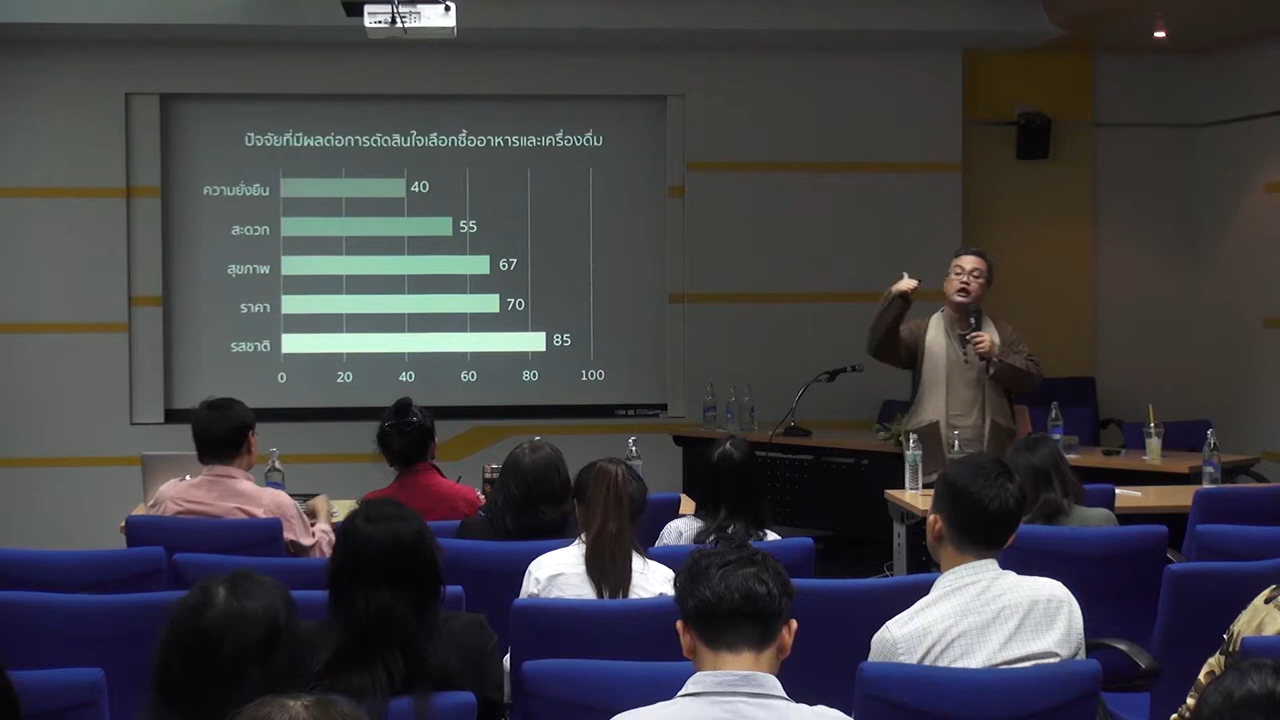 ปัจจัยที่มีผลต่อการตัดสินใจเลือกซื้ออาหารและเครื่องดื่ม
ความยั่งยืน 40
สะดวก 55
สุขภาพ 67
ราคา 70
รสชาติ 85
0 20 40 60 80 100